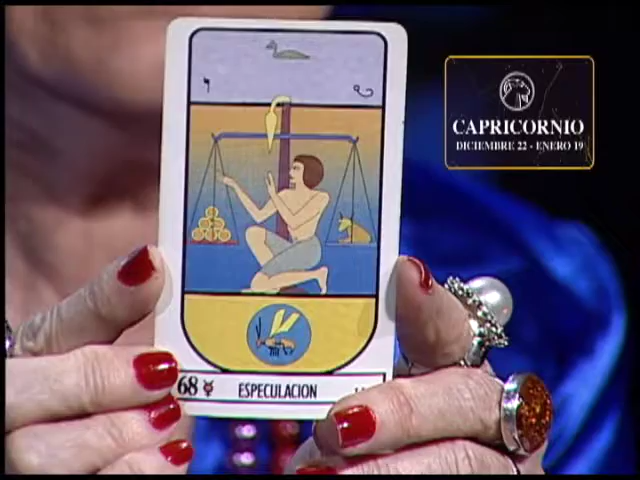 CAPRICORNIO
DICIEMBRE 22 - ENERO 19
68 ☿ ESPECULACION